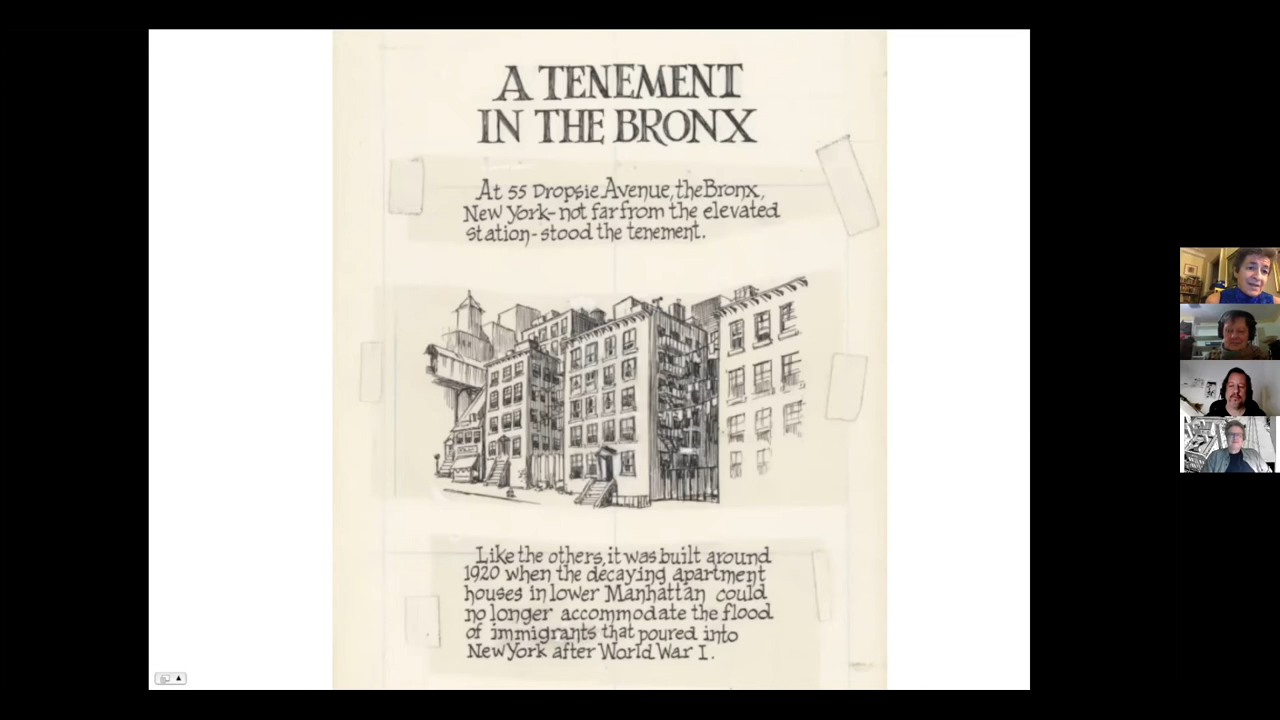 A TENEMENT
IN THE BRONX
At 55 Dropsie Avenue, the Bronx,
New York - not far from the elevated
station - stood the tenement.
Like the others, it was built around
1920 when the decaying apartment
houses in lower Manhattan could
no longer accommodate the flood
of immigrants that poured into
New York after World War I.